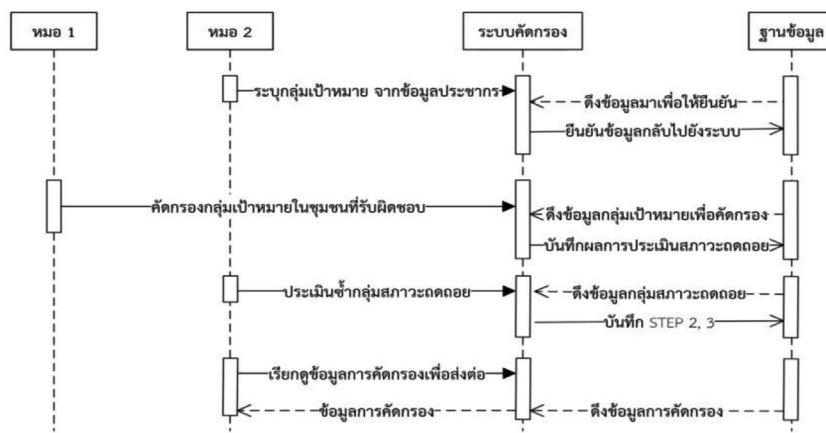 หมอ 1
หมอ 2
ระบบคัดกรอง
ฐานข้อมูล
ระบุกลุ่มเป้าหมาย จากข้อมูลประชากร
ดึงข้อมูลมาเพื่อให้ยืนยัน
ยืนยันข้อมูลกลับไปยังระบบ
คัดกรองกลุ่มเป้าหมายในชุมชนที่รับผิดชอบ
ดึงข้อมูลกลุ่มเป้าหมายเพื่อคัดกรอง
บันทึกผลการประเมินสภาวะถดถอย
ประเมินซ้ำกลุ่มสภาวะถดถอย
ดึงข้อมูลกลุ่มสภาวะถดถอย
บันทึก STEP 2, 3
เรียกดูข้อมูลการคัดกรองเพื่อส่งต่อ
ข้อมูลการคัดกรอง
ดึงข้อมูลการคัดกรอง